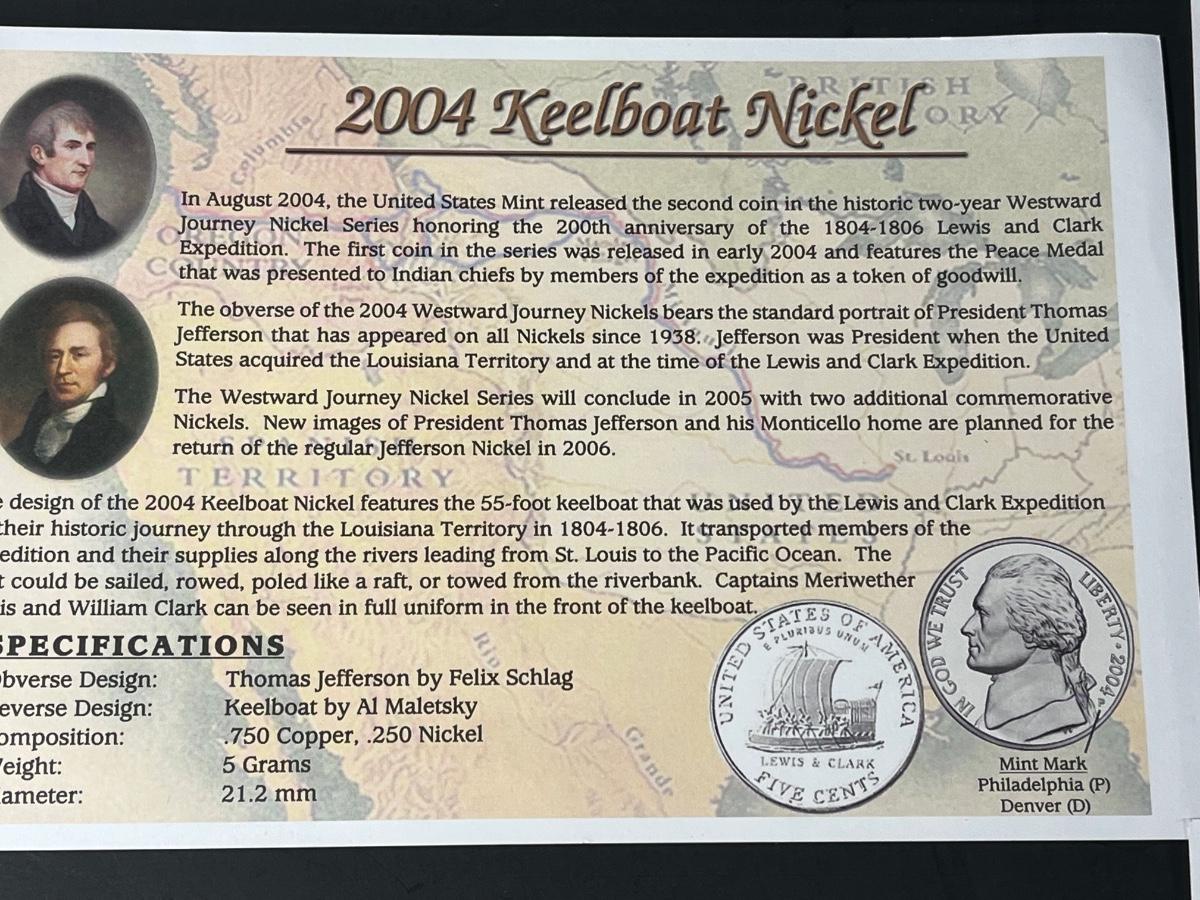 2004 Keelboat Nickel
In August 2004, the United States Mint released the second coin in the historic two-year Westward
Journey Nickel Series honoring the 200th anniversary of the 1804-1806 Lewis and Clark
Expedition. The first coin in the series was released in early 2004 and features the Peace Medal
that was presented to Indian chiefs by members of the expedition as a token of goodwill.
The obverse of the 2004 Westward Journey Nickels bears the standard portrait of President Thomas
Jefferson that has appeared on all Nickels since 1938. Jefferson was President when the United
States acquired the Louisiana Territory and at the time of the Lewis and Clark Expedition.
The Westward Journey Nickel Series will conclude in 2005 with two additional commemorative
Nickels. New images of President Thomas Jefferson and his Monticello home are planned for the
return of the regular Jefferson Nickel in 2006.
e design of the 2004 Keelboat Nickel features the 55-foot keelboat that was used by the Lewis and Clark Expedition
their historic journey through the Louisiana Territory in 1804-1806. It transported members of the
edition and their supplies along the rivers leading from St. Louis to the Pacific Ocean. The
t could be sailed, rowed, poled like a raft, or towed from the riverbank. Captains Meriwether
is and William Clark can be seen in full uniform in the front of the keelboat.
SPECIFICATIONS
bverse Design: Thomas Jefferson by Felix Schlag
everse Design: Keelboat by Al Maletsky
omposition: .750 Copper, .250 Nickel
eight: 5 Grams
ameter: 21.2 mm
UNITED STATES OF AMERICA
E PLURIBUS UNUM
LEWIS & CLARK
FIVE CENTS
IN GOD WE TRUST
LIBERTY 2004
Mint Mark
Philadelphia (P)
Denver (D)
BRITISH
ORY
Columbia
TERRITORY
St. Louis
UNITED
STATES
Rio
Grande